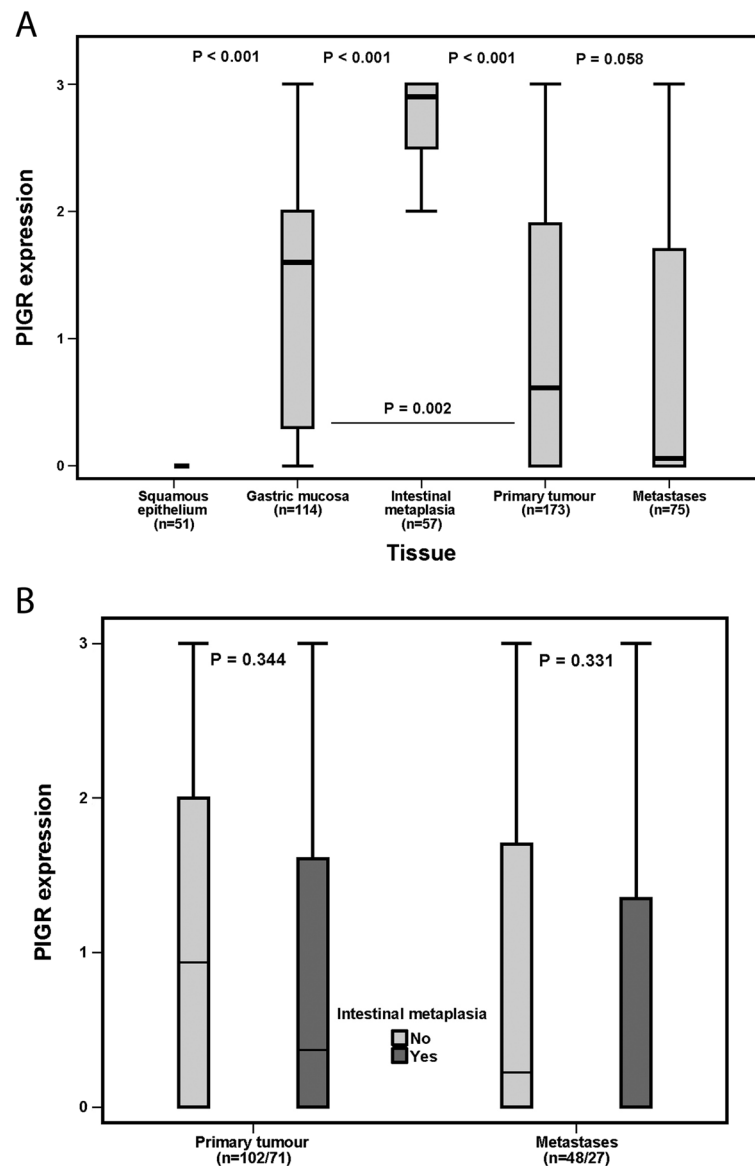 A
P < 0.001 P < 0.001 P < 0.001 P = 0.058
3
2
1
0
PIGR expression
P = 0.002
Squamous epithelium (n=51)
Gastric mucosa (n=114)
Intestinal metaplasia (n=57)
Primary tumour (n=173)
Metastases (n=75)
Tissue
B
P = 0.344 P = 0.331
3
2
1
0
PIGR expression
Intestinal metaplasia
No
Yes
Primary tumour (n=102/71)
Metastases (n=48/27)